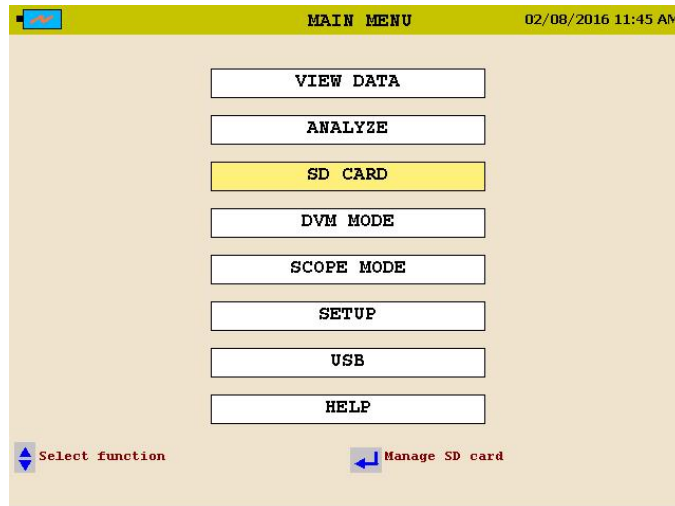 MAIN MENU 02/08/2016 11:45 AM
VIEW DATA
ANALYZE
SD CARD
DVM MODE
SCOPE MODE
SETUP
USB
HELP
Select function Manage SD card